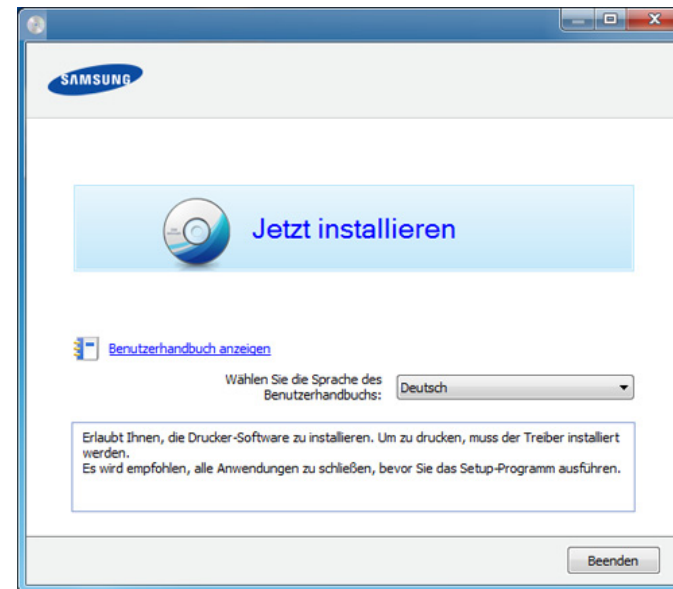 SAMSUNG
Jetzt installieren
Benutzerhandbuch anzeigen
Wählen Sie die Sprache des
Benutzerhandbuchs:
Deutsch
Erlaubt Ihnen, die Drucker-Software zu installieren. Um zu drucken, muss der Treiber installiert
werden.
Es wird empfohlen, alle Anwendungen zu schließen, bevor Sie das Setup-Programm ausführen.
Beenden